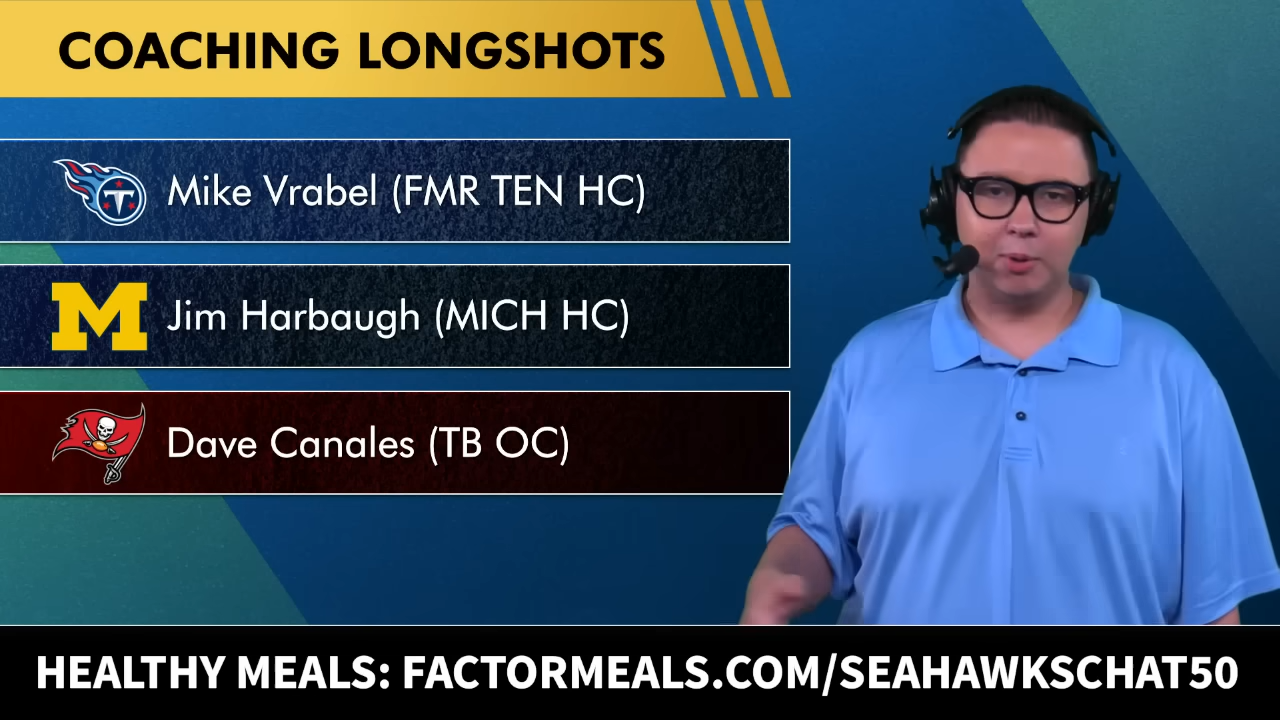 COACHING LONGSHOTS
Mike Vrabel (FMR TEN HC)
M Jim Harbaugh (MICH HC)
Dave Canales (TB OC)
HEALTHY MEALS: FACTORMEALS.COM/SEAHAWKSCHAT50